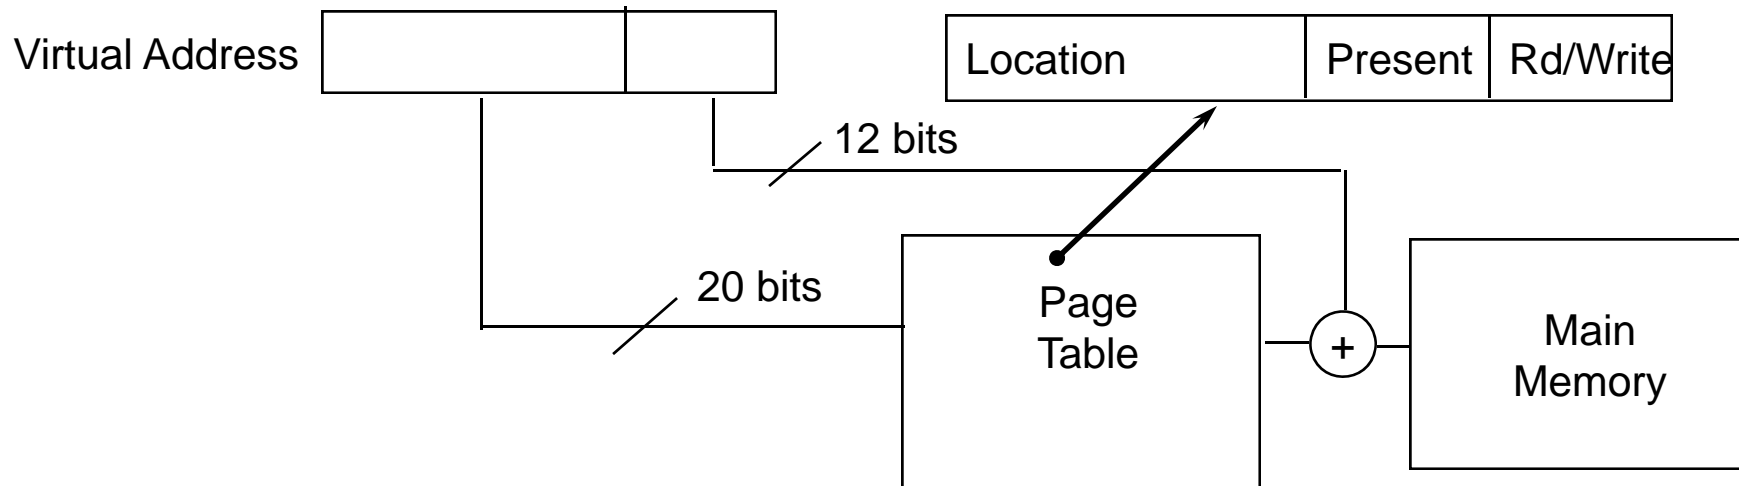 Virtual Address
Location Present Rd/Write
12 bits
20 bits
Page
Table
+
Main
Memory